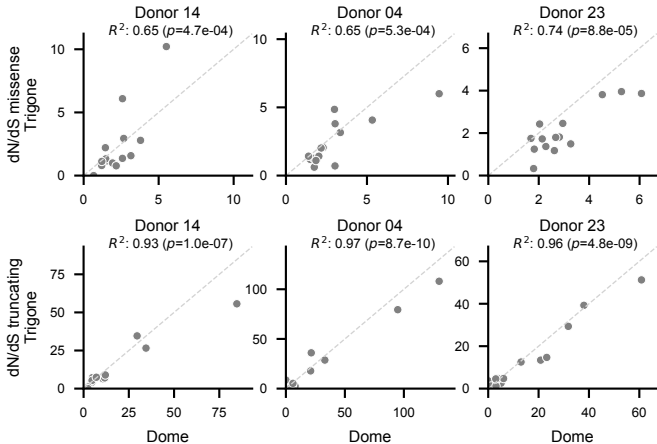 Donor 14
R²: 0.65 (p=4.7e-04)
Donor 04
R²: 0.65 (p=5.3e-04)
Donor 23
R²: 0.74 (p=8.8e-05)
dN/dS missense
Trigone
10
5
0
0
5
10
10
5
0
0
5
10
6
4
2
0
0
2
4
6
Donor 14
R²: 0.93 (p=1.0e-07)
Donor 04
R²: 0.97 (p=8.7e-10)
Donor 23
R²: 0.96 (p=4.8e-09)
dN/dS truncating
Trigone
75
50
25
0
0
25
50
75
Dome
100
50
0
0
50
100
Dome
60
40
20
0
0
20
40
60
Dome